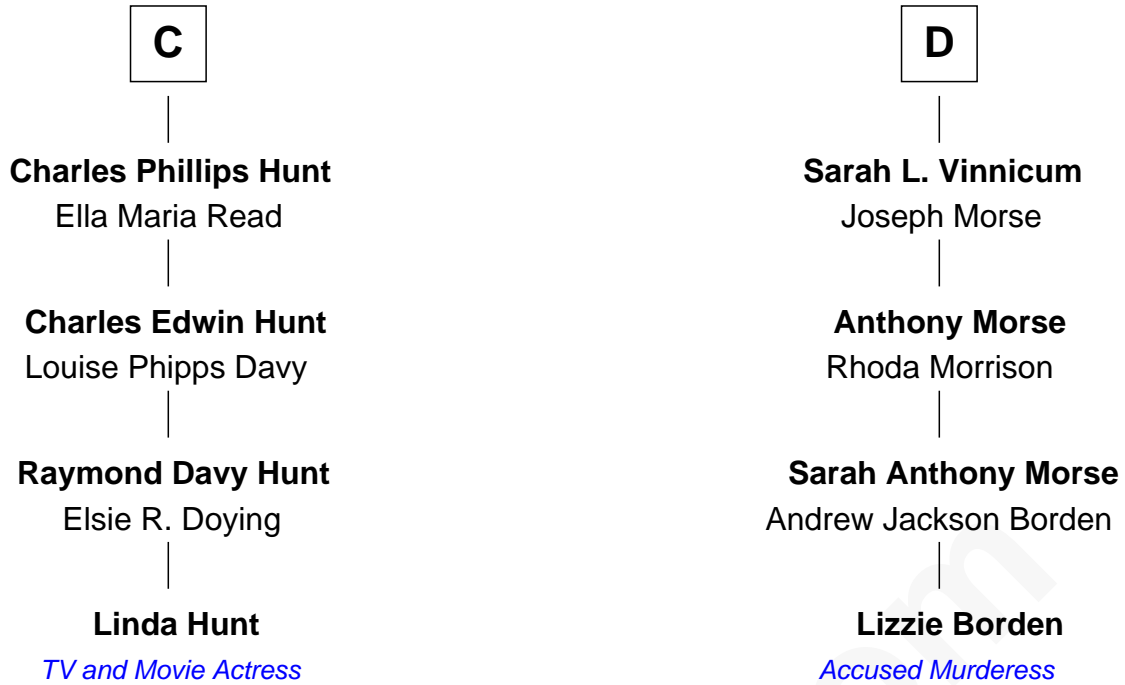 C
Charles Phillips Hunt
Ella Maria Read
Charles Edwin Hunt
Louise Phipps Davy
Raymond Davy Hunt
Elsie R. Doying
Linda Hunt
TV and Movie Actress
D
Sarah L. Vinnicum
Joseph Morse
Anthony Morse
Rhoda Morrison
Sarah Anthony Morse
Andrew Jackson Borden
Lizzie Borden
Accused Murderess